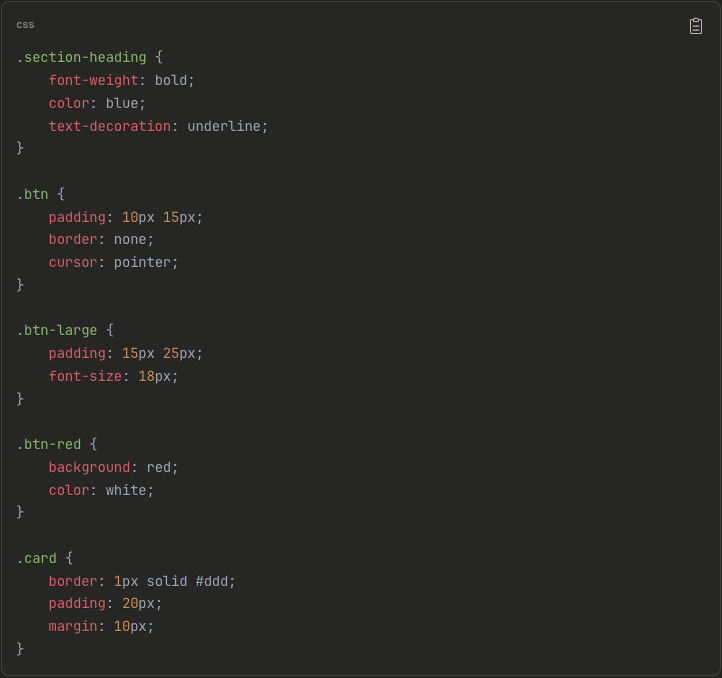 css
.section-heading {
    font-weight: bold;
    color: blue;
    text-decoration: underline;
}

.btn {
    padding: 10px 15px;
    border: none;
    cursor: pointer;
}

.btn-large {
    padding: 15px 25px;
    font-size: 18px;
}

.btn-red {
    background: red;
    color: white;
}

.card {
    border: 1px solid #ddd;
    padding: 20px;
    margin: 10px;
}